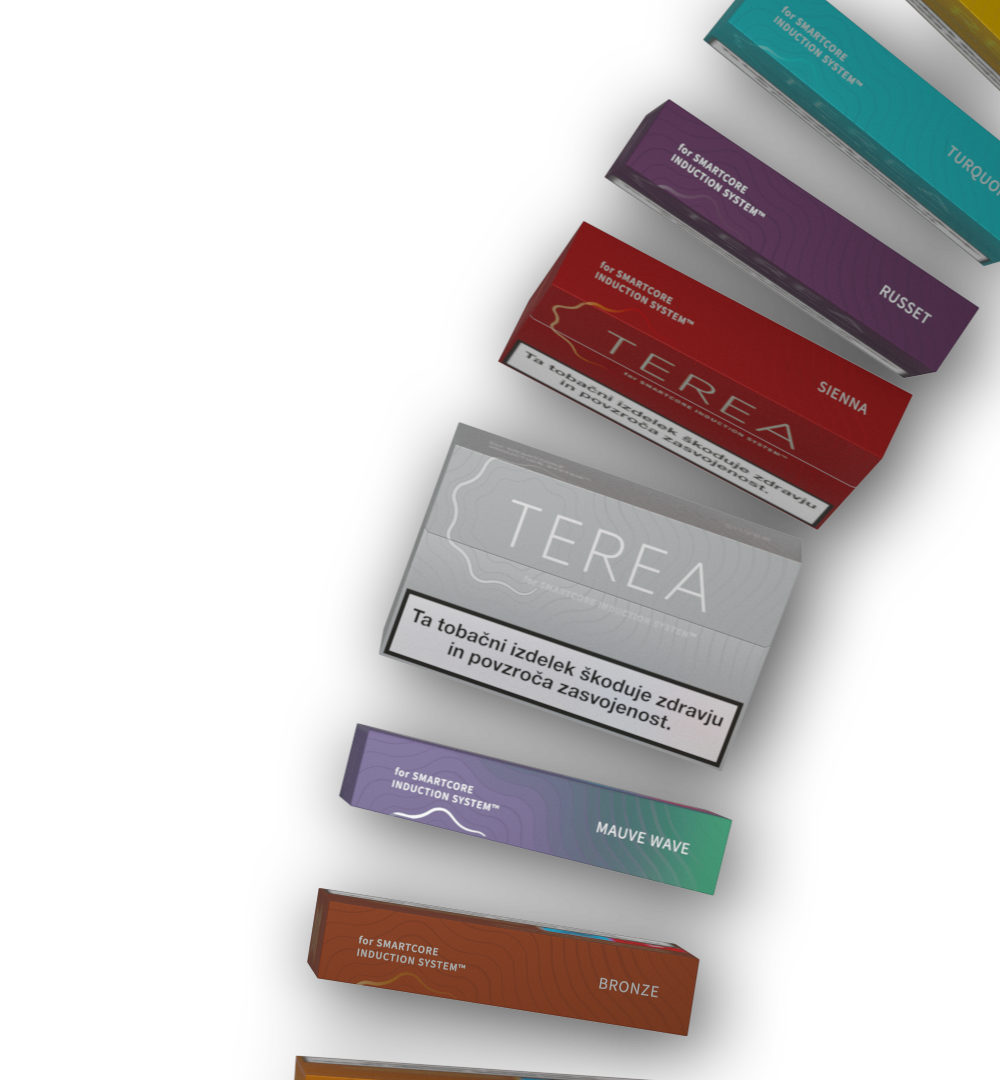 for SMARTCORE
INDUCTION SYSTEM™
for SMARTCORE
INDUCTION SYSTEM™
RUSSET
for SMARTCORE
INDUCTION SYSTEM™
SIENNA
TEREA
for SMARTCORE INDUCTION SYSTEM™
Ta tobačni izdelek škoduje zdravju
in povzroča zasvojenost.
TEREA
for SMARTCORE INDUCTION SYSTEM™
Ta tobačni izdelek škoduje zdravju
in povzroča zasvojenost.
for SMARTCORE
INDUCTION SYSTEM™
MAUVE WAVE
for SMARTCORE
INDUCTION SYSTEM™
BRONZE